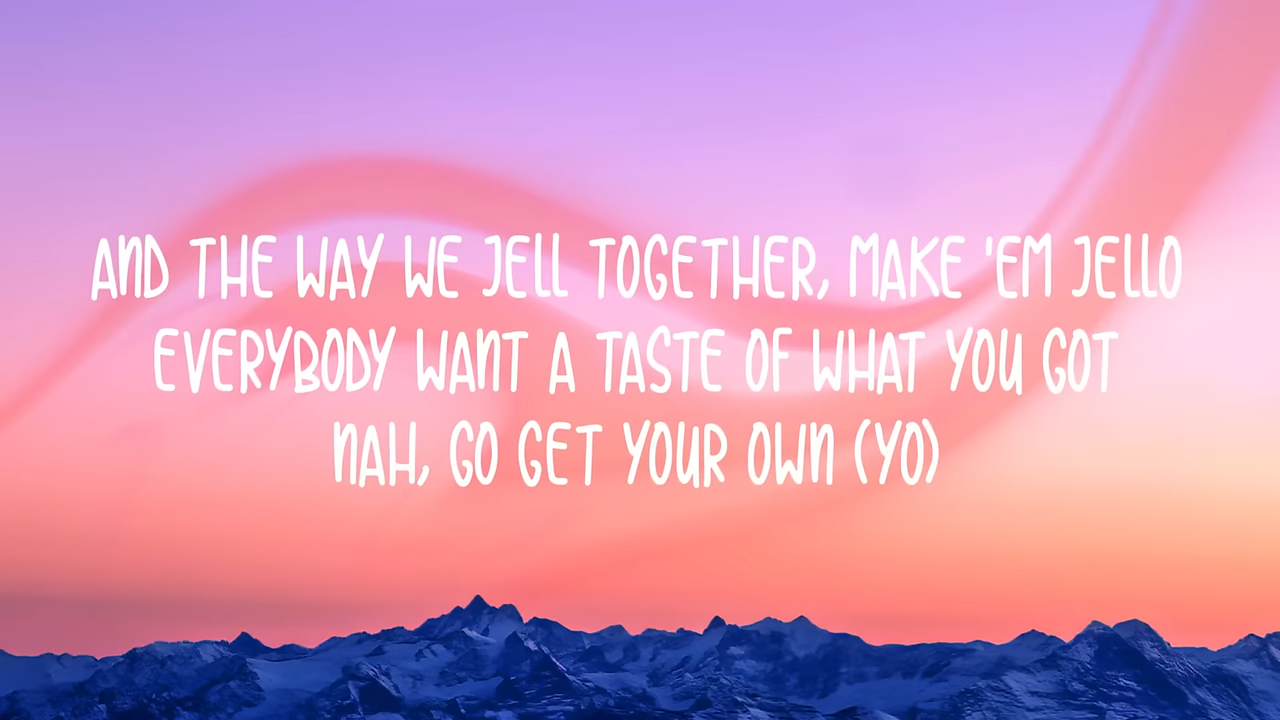 AND THE WAY WE JELL TOGETHER, MAKE 'EM JELLO
EVERYBODY WANT A TASTE OF WHAT YOU GOT
NAH, GO GET YOUR OWN (YO)